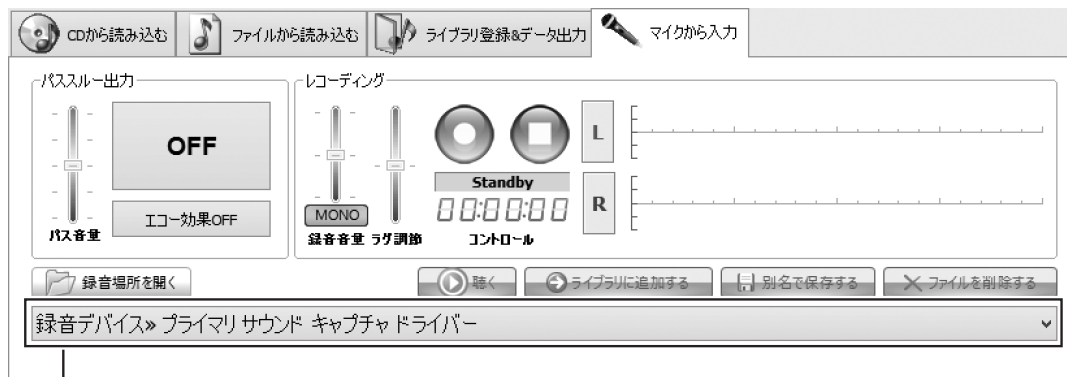 CDから読み込む ファイルから読み込む ライブラリ登録&データ出力 マイクから入力
パススルー出力 レコーディング
OFF
エコー効果OFF
パス音量
MONO
録音音量 ラグ調節
Standby
00:00:00
コントロール
L
R
録音場所を開く 聴く ライブラリに追加する 別名で保存する ファイルを削除する
録音デバイス» プライマリ サウンド キャプチャ ドライバー